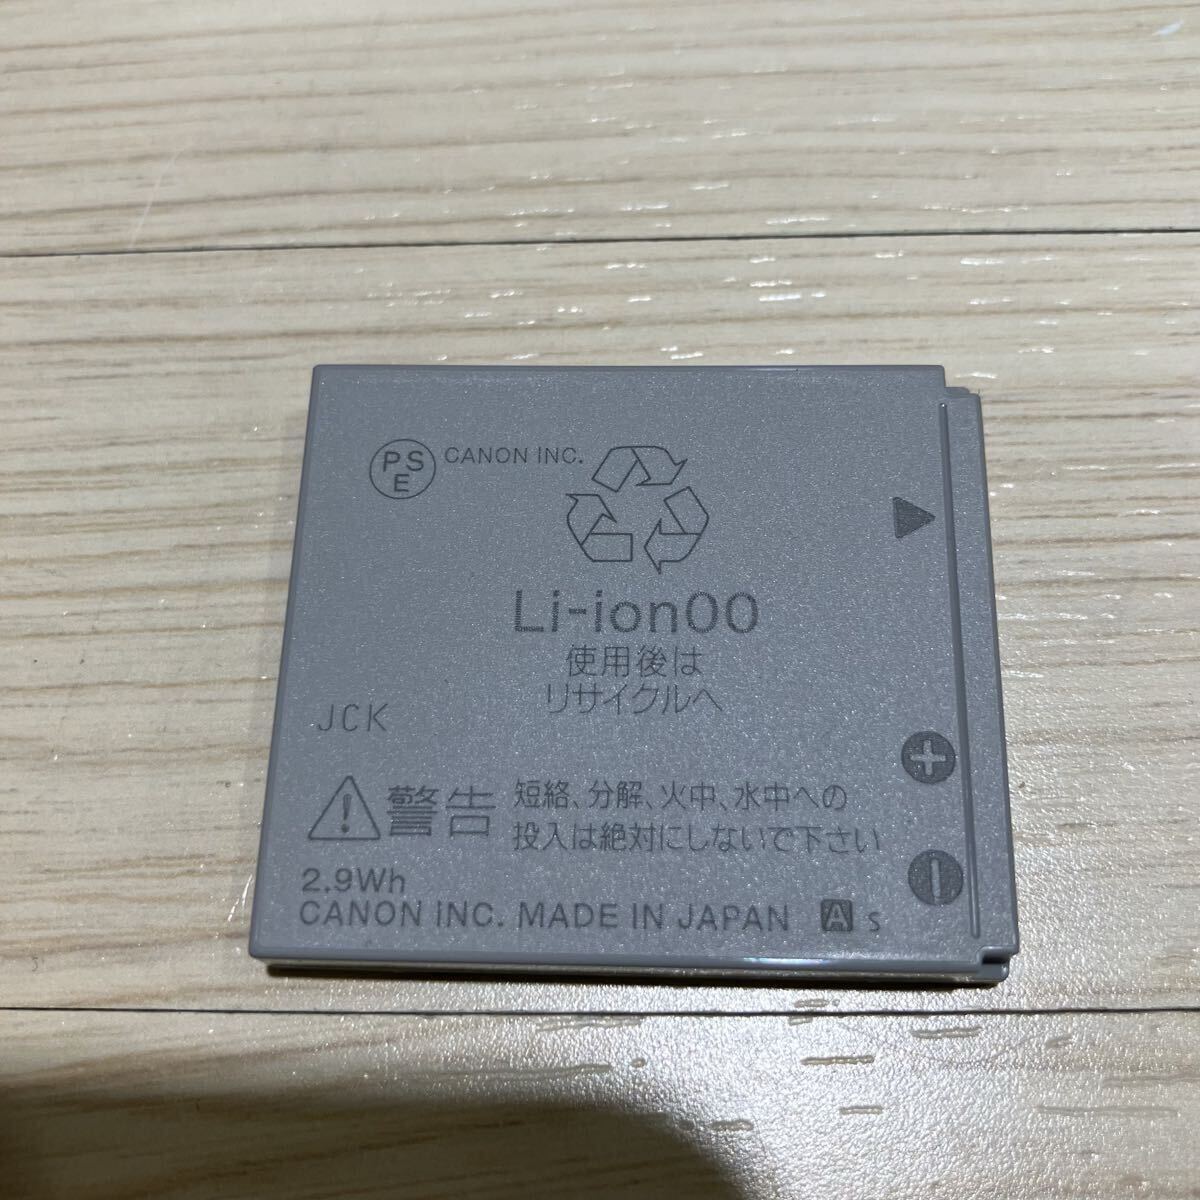 PSE CANON INC.
Li-ion00
使用後は
リサイクルへ
JCK
警告 短絡、分解、火中、水中への
投入は絶対にしないで下さい
2.9Wh
CANON INC. MADE IN JAPAN A S